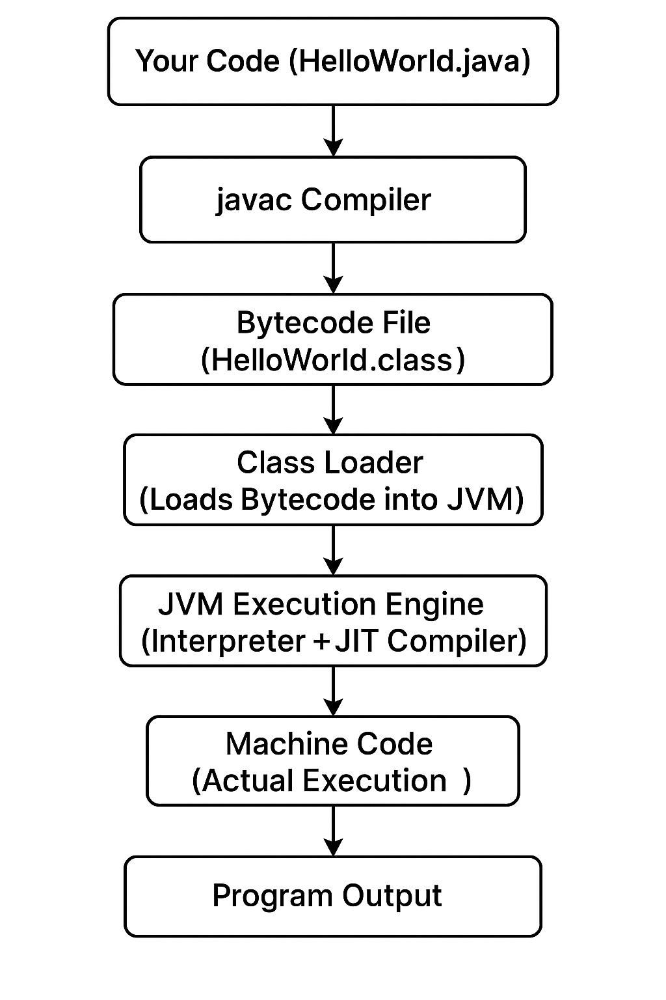 Your Code (HelloWorld.java)
javac Compiler
Bytecode File
(HelloWorld.class)
Class Loader
(Loads Bytecode into JVM)
JVM Execution Engine
(Interpreter + JIT Compiler)
Machine Code
(Actual Execution )
Program Output